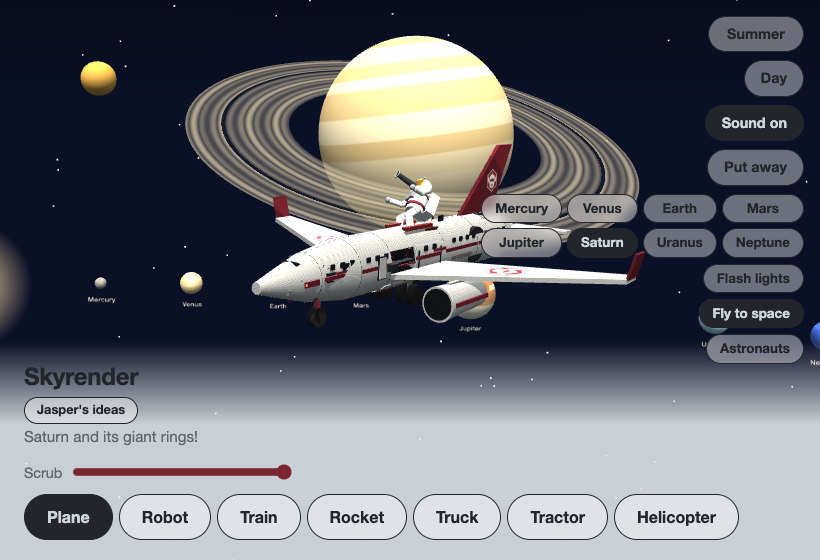 Summer
Day
Sound on
Put away
Mercury Venus Earth Mars
Jupiter Saturn Uranus Neptune
Flash lights
Fly to space
Astronauts
Mercury
Venus
Earth
Mars
Jupiter
Skyrender
Jasper's ideas
Saturn and its giant rings!
Scrub
Plane Robot Train Rocket Truck Tractor Helicopter